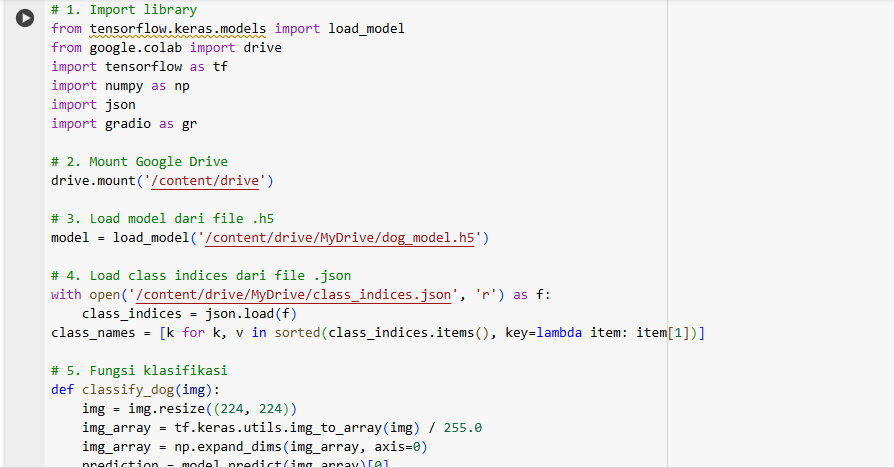 # 1. Import library
from tensorflow.keras.models import load_model
from google.colab import drive
import tensorflow as tf
import numpy as np
import json
import gradio as gr

# 2. Mount Google Drive
drive.mount('/content/drive')

# 3. Load model dari file .h5
model = load_model('/content/drive/MyDrive/dog_model.h5')

# 4. Load class indices dari file .json
with open('/content/drive/MyDrive/class_indices.json', 'r') as f:
    class_indices = json.load(f)
class_names = [k for k, v in sorted(class_indices.items(), key=lambda item: item[1])]

# 5. Fungsi klasifikasi
def classify_dog(img):
    img = img.resize((224, 224))
    img_array = tf.keras.utils.img_to_array(img) / 255.0
    img_array = np.expand_dims(img_array, axis=0)
    prediction = model.predict(img_array)[0]